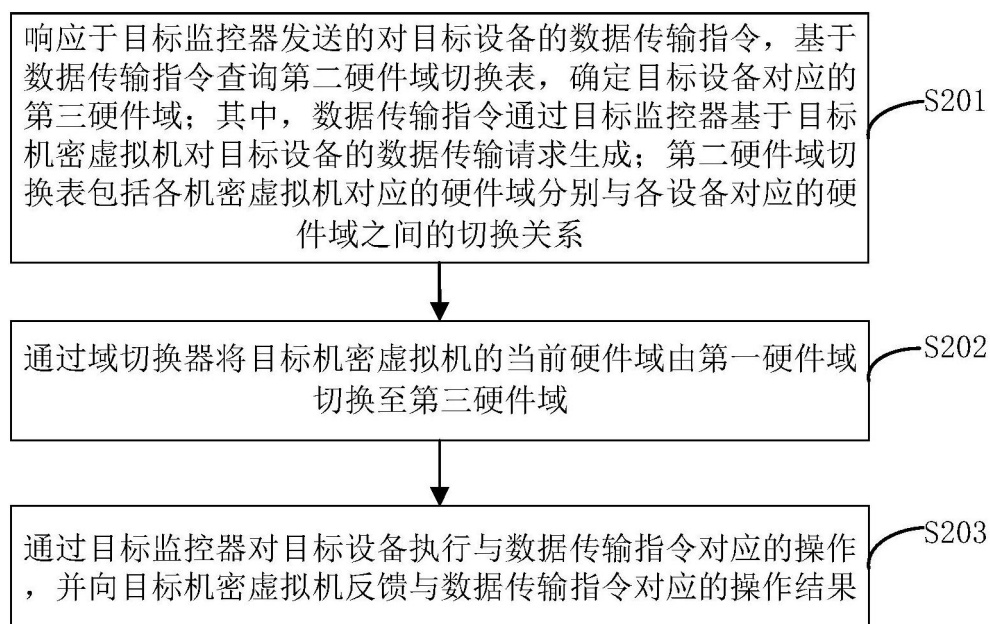 响应于目标监控器发送的对目标设备的数据传输指令，基于
数据传输指令查询第二硬件域切换表，确定目标设备对应的
第三硬件域；其中，数据传输指令通过目标监控器基于目标
机密虚拟机对目标设备的数据传输请求生成；第二硬件域切
换表包括各机密虚拟机对应的硬件域分别与各设备对应的硬
件域之间的切换关系
S201
通过域切换器将目标机密虚拟机的当前硬件域由第一硬件域
切换至第三硬件域
S202
通过目标监控器对目标设备执行与数据传输指令对应的操作
，并向目标机密虚拟机反馈与数据传输指令对应的操作结果
S203